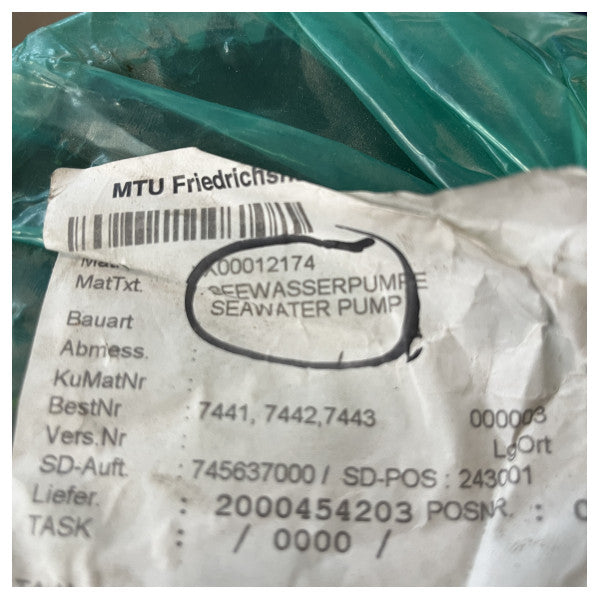 MTU Friedrichsh
X00012174
MatTxt. SEEWASSERPUMPE
SEAWATER PUMP
Bauart
Abmess. :
KuMatNr :
BestNr : 7441, 7442,7443 000003
Vers.Nr : LgOrt
SD-Auft. : 745637000 / SD-POS : 243001
Liefer. : 2000454203 POSNR. :
TASK : / 0000 /